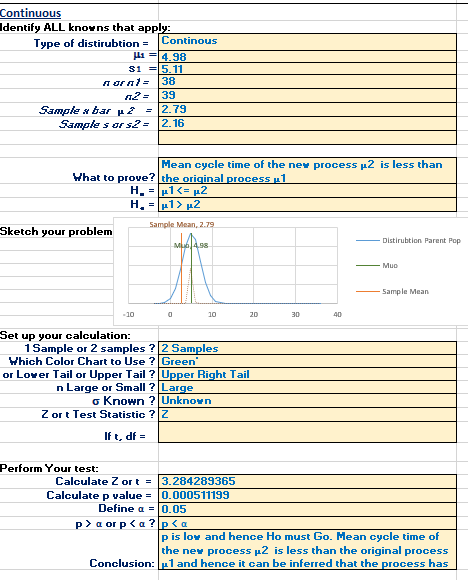 Continuous
Identify ALL knowns that apply:
Type of distirubtion = Continous
μ1 = 4.98
s1 = 5.11
n or n1 = 38
n2 = 39
Sample x bar μ 2 = 2.79
Sample s or s2 = 2.16
Mean cycle time of the new process μ2 is less than
What to prove? the original process μ1
H = μ1 <= μ2
H = μ1 > μ2
Sketch your problem
Sample Mean, 2.79
Muo, 4.98
Distirubtion Parent Pop
Muo
Sample Mean
-10 0 10 20 30 40
Set up your calculation:
1 Sample or 2 samples ? 2 Samples
Which Color Chart to Use ? Green'
or Lower Tail or Upper Tail ? Upper Right Tail
n Large or Small ? Large
σ Known ? Unknown
Z or t Test Statistic ? Z
If t, df =
Perform Your test:
Calculate Z or t = 3.284289365
Calculate p value = 0.000511199
Define α = 0.05
p > α or p < α ? p < α
p is low and hence Ho must Go. Mean cycle time of
the new process μ2 is less than the original process
Conclusion: μ1 and hence it can be inferred that the process has